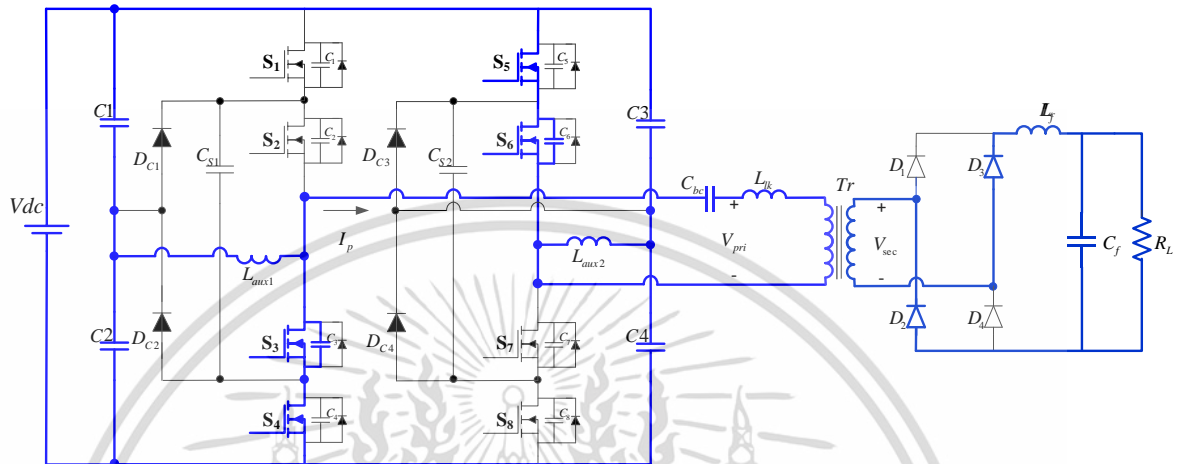 S1
C1
S5
C5
C1
S2
C2
S6
C6
C3
DC1
CS1
DC3
CS2
Lf
D1
D3
Cbc
Llk
Tr
Vdc
+
+
Ip
Laux1
Laux2
Vpri
Vsec
Cf
RL
-
-
C2
DC2
S3
C3
DC4
S7
C7
C4
D2
D4
S4
C4
S8
C8